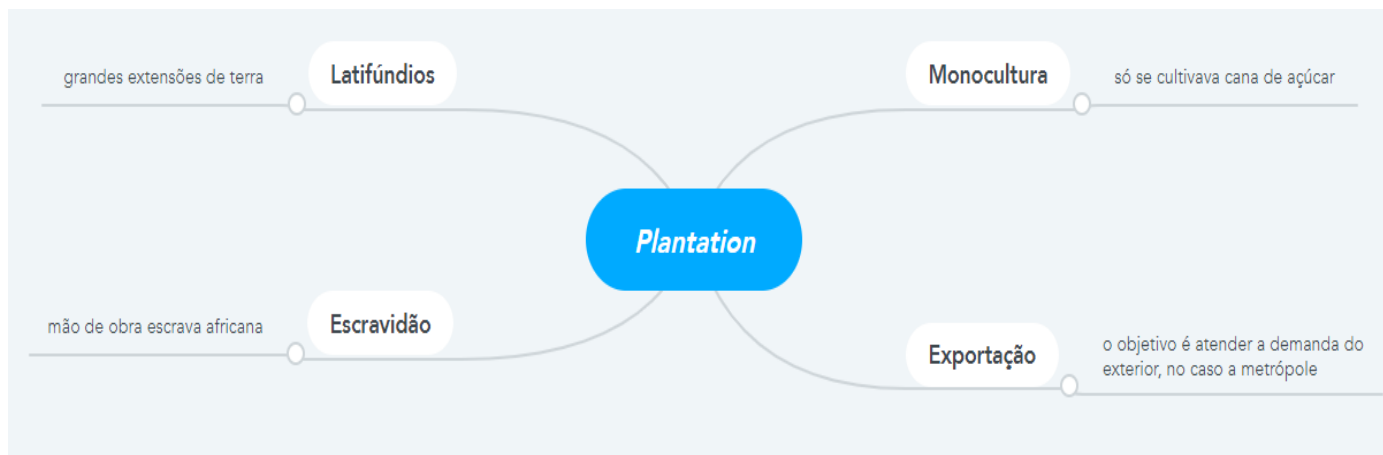 grandes extensões de terra
Latifúndios
Monocultura
só se cultivava cana de açúcar
Plantation
mão de obra escrava africana
Escravidão
Exportação
o objetivo é atender a demanda do
exterior, no caso a metrópole